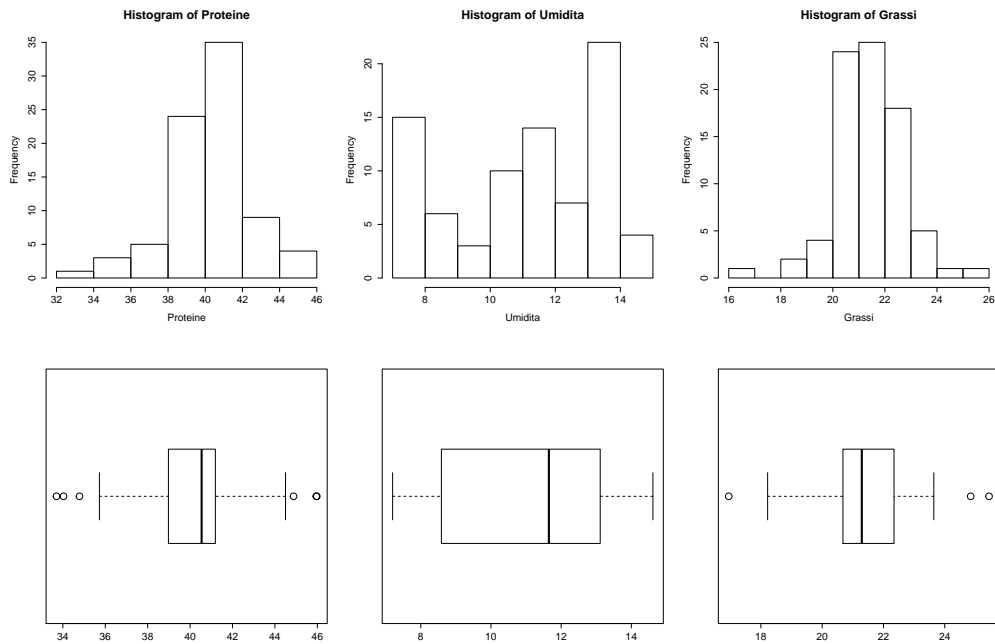 Histogram of Proteine
Frequency
0 5 10 15 20 25 30 35
32 34 36 38 40 42 44 46
Proteine
Histogram of Umidita
Frequency
0 5 10 15 20
8 10 12 14
Umidita
Histogram of Grassi
Frequency
0 5 10 15 20 25
16 18 20 22 24 26
Grassi
34 36 38 40 42 44 46
8 10 12 14
18 20 22 24